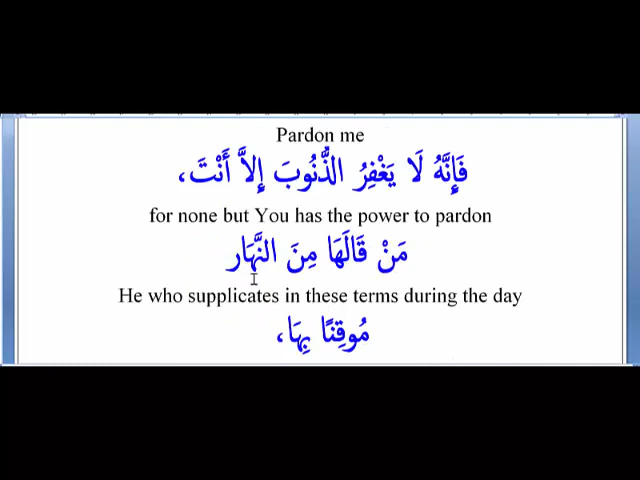 Pardon me
فَإِنَّهُ لَا يَغْفِرُ الذُّنُوبَ إِلاَّ أَنْتَ،
for none but You has the power to pardon
مَنْ قَالَهَا مِنَ النَّهَار
He who supplicates in these terms during the day
مُوقِنًا بِهَا،